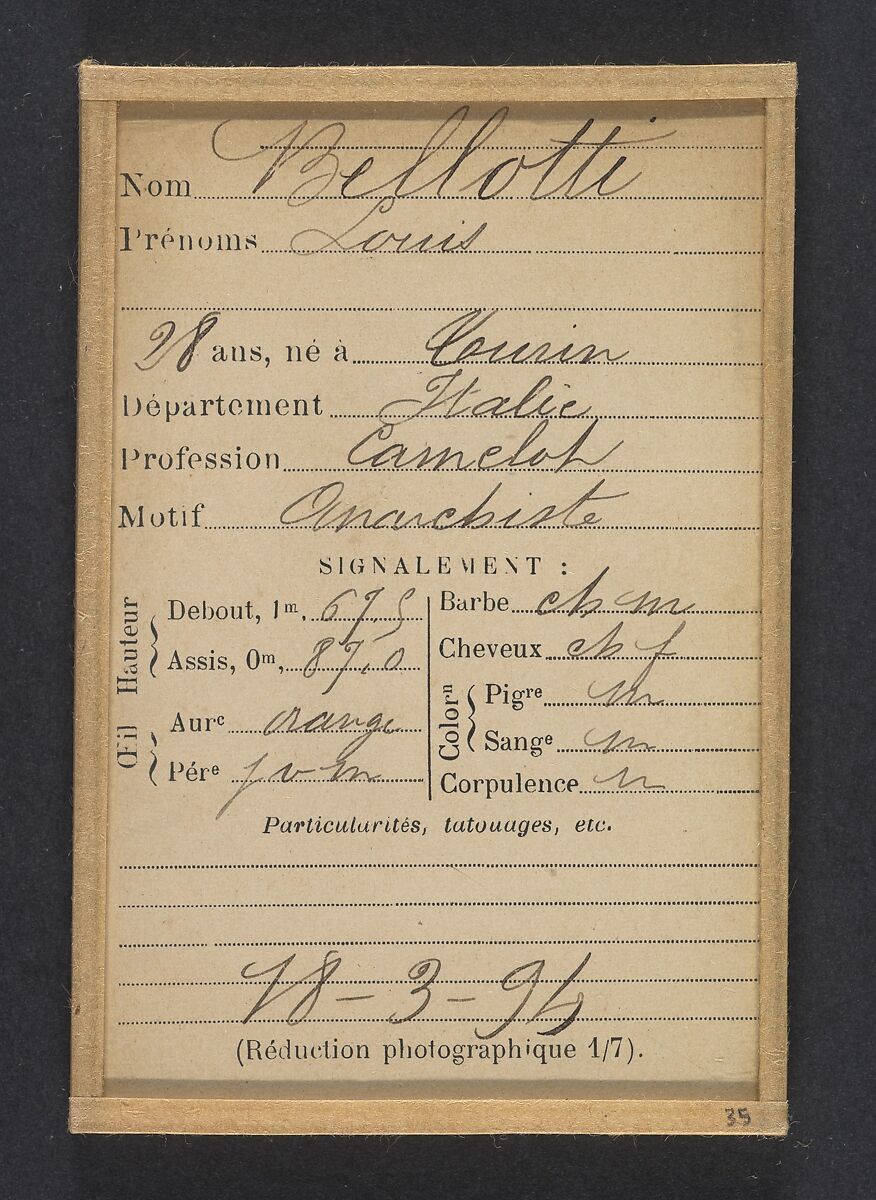 Nom Bellotti
Prénoms Louis
28 ans, né à Turin
Département Italie
Profession Camelot
Motif Anarchiste
SIGNALEMENT :
Hauteur
Debout, 1m, 67,5
Assis, 0m, 87,0
Œil
Aurc orange
Pére j v m
Barbe ch m
Cheveux ch f
Colorn
Pigre m
Sange m
Corpulence
Particularités, tatouages, etc.
18-3-94
(Réduction photographique 1/7).
35